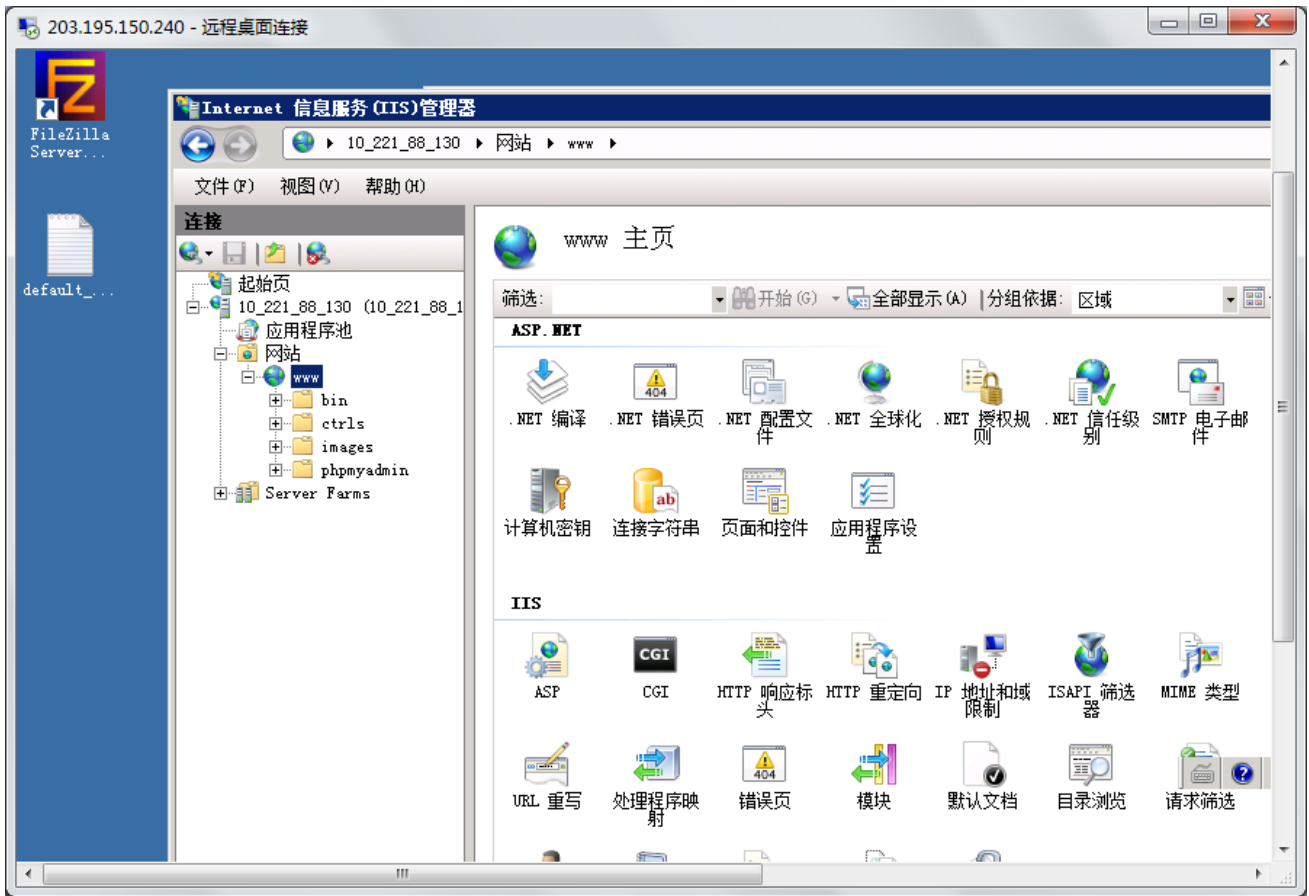 203.195.150.240 - 远程桌面连接
FileZilla
Server...
default_...
Internet 信息服务(IIS)管理器
10_221_88_130 网站 www
文件(F) 视图(V) 帮助(H)
连接
起始页
10_221_88_130 (10_221_88_1
应用程序池
网站
www
bin
ctrls
images
phpmyadmin
Server Farms
www 主页
筛选: 开始(G) 全部显示(A) 分组依据: 区域
ASP.NET
.NET 编译
.NET 错误页
.NET 配置文
件
.NET 全球化
.NET 授权规
则
.NET 信任级
别
SMTP 电子邮
件
计算机密钥
连接字符串
页面和控件
应用程序设
置
IIS
ASP
CGI
HTTP 响应标
头
HTTP 重定向
IP 地址和域
限制
ISAPI 筛选
器
MIME 类型
URL 重写
处理程序映
射
错误页
模块
默认文档
目录浏览
请求筛选